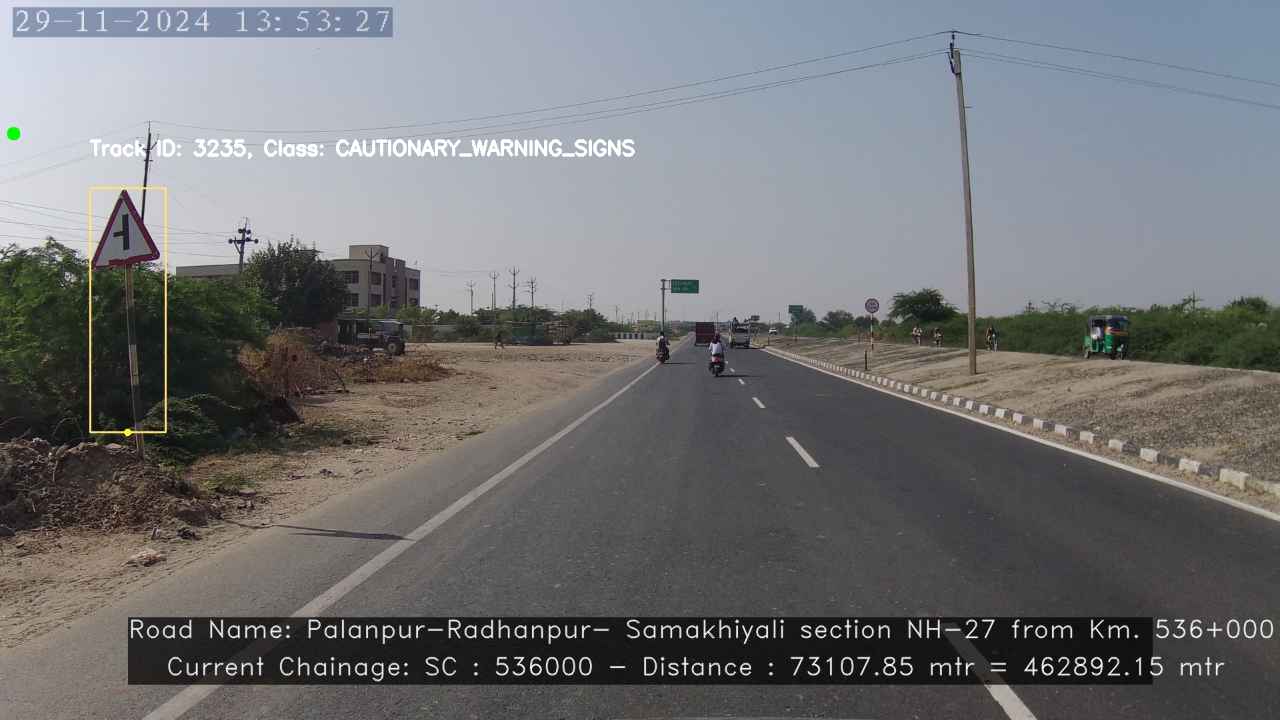 29-11-2024 13:53:27
Track ID: 3235, Class: CAUTIONARY_WARNING_SIGNS
Road Name: Palanpur-Radhanpur- Samakhiyali section NH-27 from Km. 536+000
Current Chainage: SC : 536000 - Distance : 73107.85 mtr = 462892.15 mtr